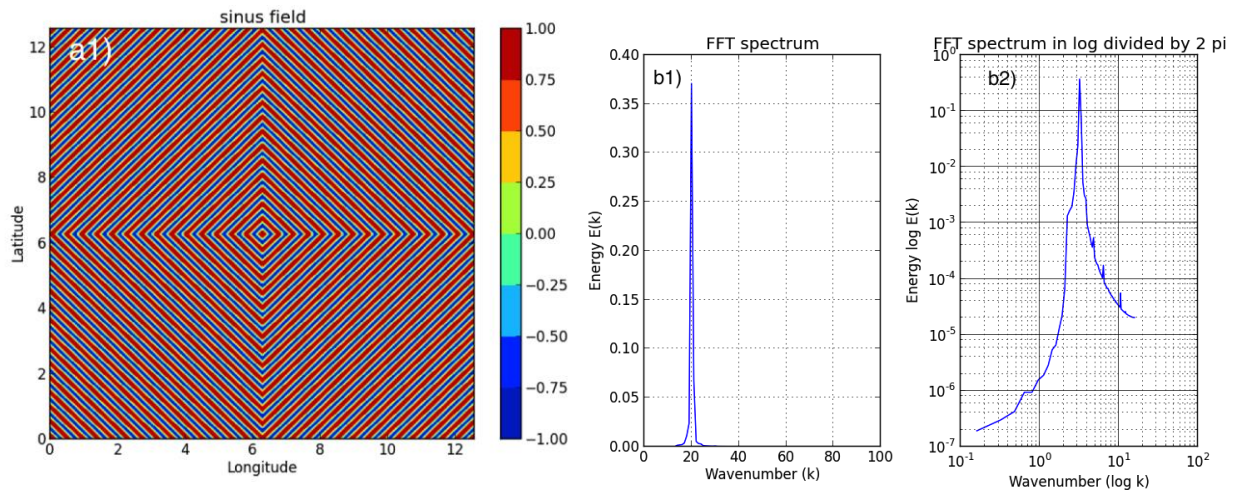 sinus field
a1)
12
10
8
6
4
2
0
0 2 4 6 8 10 12
Latitude
Longitude
1.00
0.75
0.50
0.25
0.00
−0.25
−0.50
−0.75
−1.00
FFT spectrum
b1)
0.40
0.35
0.30
0.25
0.20
0.15
0.10
0.05
0.00
0 20 40 60 80 100
Energy E(k)
Wavenumber (k)
FFT spectrum in log divided by 2 pi
b2)
10^0
10^-1
10^-2
10^-3
10^-4
10^-5
10^-6
10^-7
10^-1 10^0 10^1 10^2
Energy log E(k)
Wavenumber (log k)